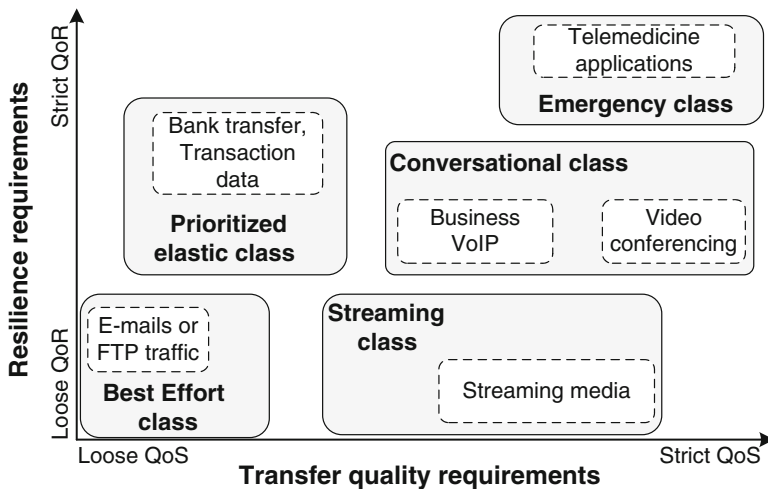 Resilience requirements
Strict QoR
Loose QoR
Telemedicine
applications
Emergency class
Bank transfer,
Transaction
data
Prioritized
elastic class
Conversational class
Business
VoIP
Video
conferencing
E-mails or
FTP traffic
Best Effort
class
Streaming
class
Streaming media
Loose QoS
Strict QoS
Transfer quality requirements